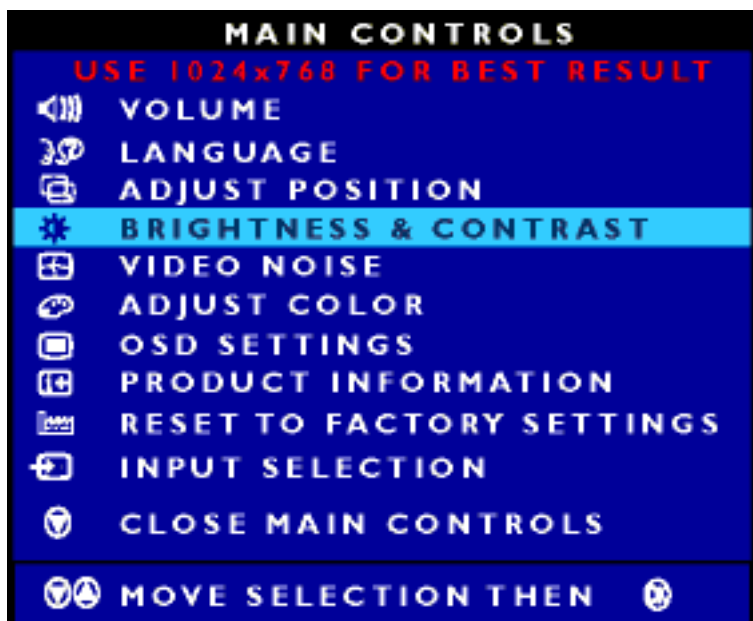 MAIN CONTROLS
USE 1024x768 FOR BEST RESULT
VOLUME
LANGUAGE
ADJUST POSITION
BRIGHTNESS & CONTRAST
VIDEO NOISE
ADJUST COLOR
OSD SETTINGS
PRODUCT INFORMATION
RESET TO FACTORY SETTINGS
INPUT SELECTION
CLOSE MAIN CONTROLS
MOVE SELECTION THEN